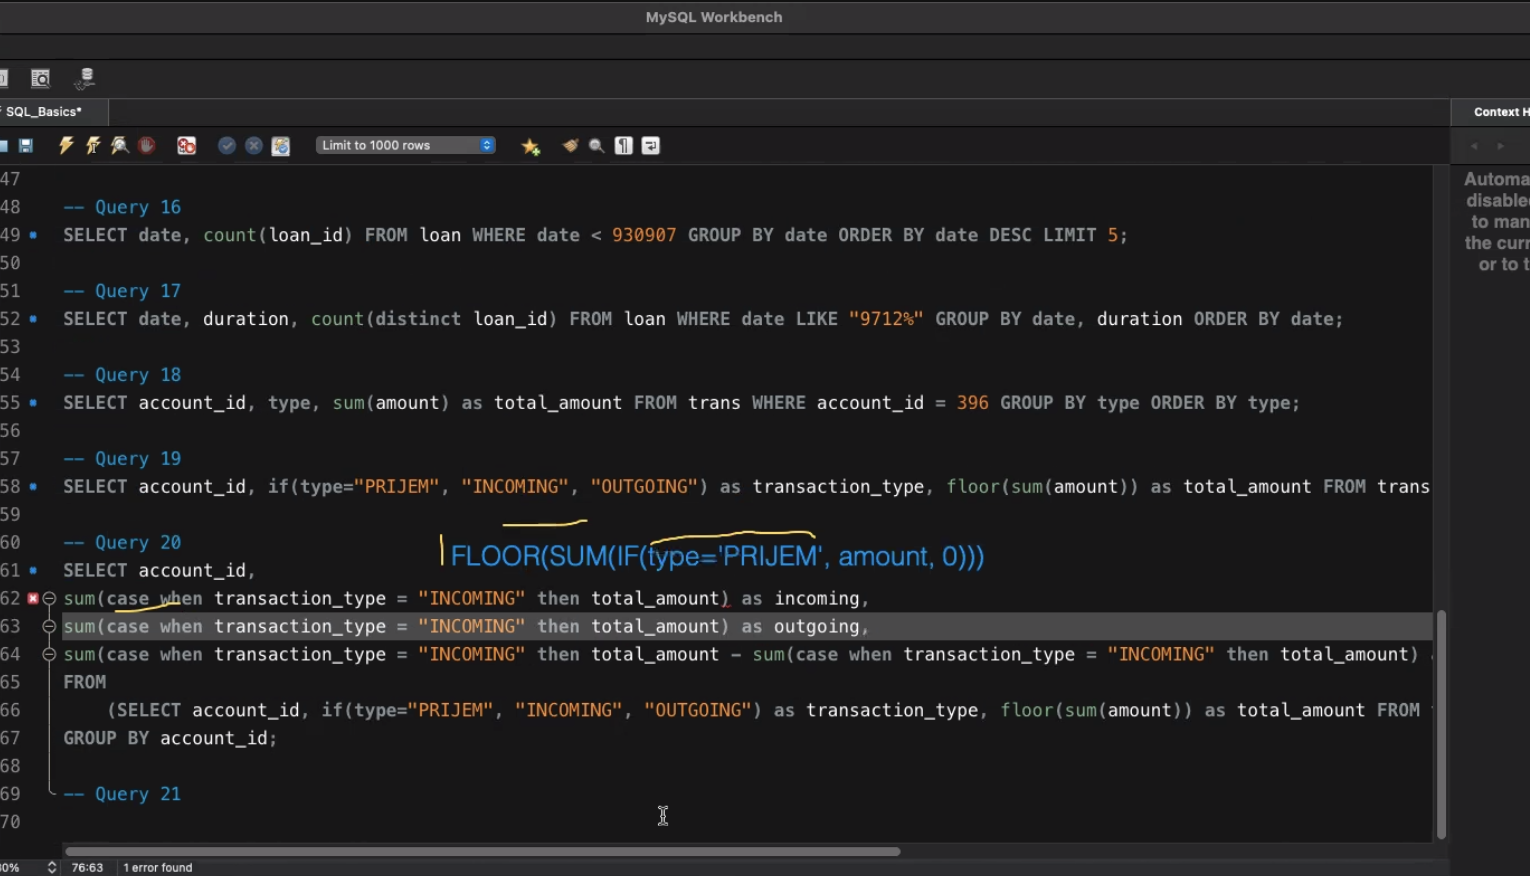 MySQL Workbench
SQL_Basics*
Context H
Limit to 1000 rows
47
48 -- Query 16
49 SELECT date, count(loan_id) FROM loan WHERE date < 930907 GROUP BY date ORDER BY date DESC LIMIT 5;
50
51 -- Query 17
52 SELECT date, duration, count(distinct loan_id) FROM loan WHERE date LIKE "9712%" GROUP BY date, duration ORDER BY date;
53
54 -- Query 18
55 SELECT account_id, type, sum(amount) as total_amount FROM trans WHERE account_id = 396 GROUP BY type ORDER BY type;
56
57 -- Query 19
58 SELECT account_id, if(type="PRIJEM", "INCOMING", "OUTGOING") as transaction_type, floor(sum(amount)) as total_amount FROM trans
59
60 -- Query 20
FLOOR(SUM(IF(type='PRIJEM', amount, 0)))
61 SELECT account_id,
62 sum(case when transaction_type = "INCOMING" then total_amount) as incoming,
63 sum(case when transaction_type = "INCOMING" then total_amount) as outgoing,
64 sum(case when transaction_type = "INCOMING" then total_amount - sum(case when transaction_type = "INCOMING" then total_amount)
65 FROM
66 (SELECT account_id, if(type="PRIJEM", "INCOMING", "OUTGOING") as transaction_type, floor(sum(amount)) as total_amount FROM
67 GROUP BY account_id;
68
69 -- Query 21
70
Automa
disable
to man
the curr
or to t
0% 76:63 1 error found